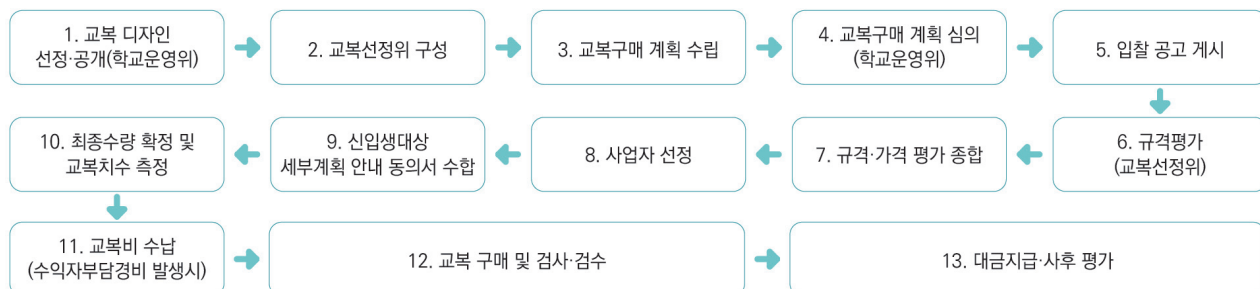 1. 교복 디자인
선정·공개(학교운영위)
2. 교복선정위 구성
3. 교복구매 계획 수립
4. 교복구매 계획 심의
(학교운영위)
5. 입찰 공고 게시
6. 규격평가
(교복선정위)
7. 규격·가격 평가 종합
8. 사업자 선정
9. 신입생대상
세부계획 안내 동의서 수합
10. 최종수량 확정 및
교복치수 측정
11. 교복비 수납
(수익자부담경비 발생시)
12. 교복 구매 및 검사·검수
13. 대금지급·사후 평가